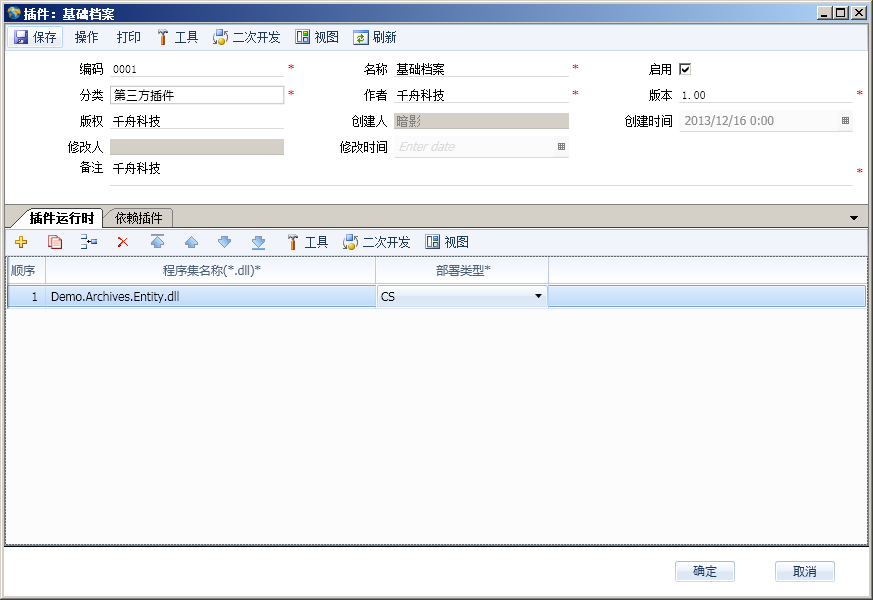 插件：基础档案
保存 操作 打印 工具 二次开发 视图 刷新
编码 0001 * 名称 基础档案 * 启用
分类 第三方插件 * 作者 千舟科技 * 版本 1.00 *
版权 千舟科技 创建人 暗影 创建时间 2013/12/16 0:00
修改人 修改时间 Enter date
备注 千舟科技 *
插件运行时 依赖插件
工具 二次开发 视图
顺序 程序集名称(*.dll)* 部署类型*
1 Demo.Archives.Entity.dll CS
确定 取消